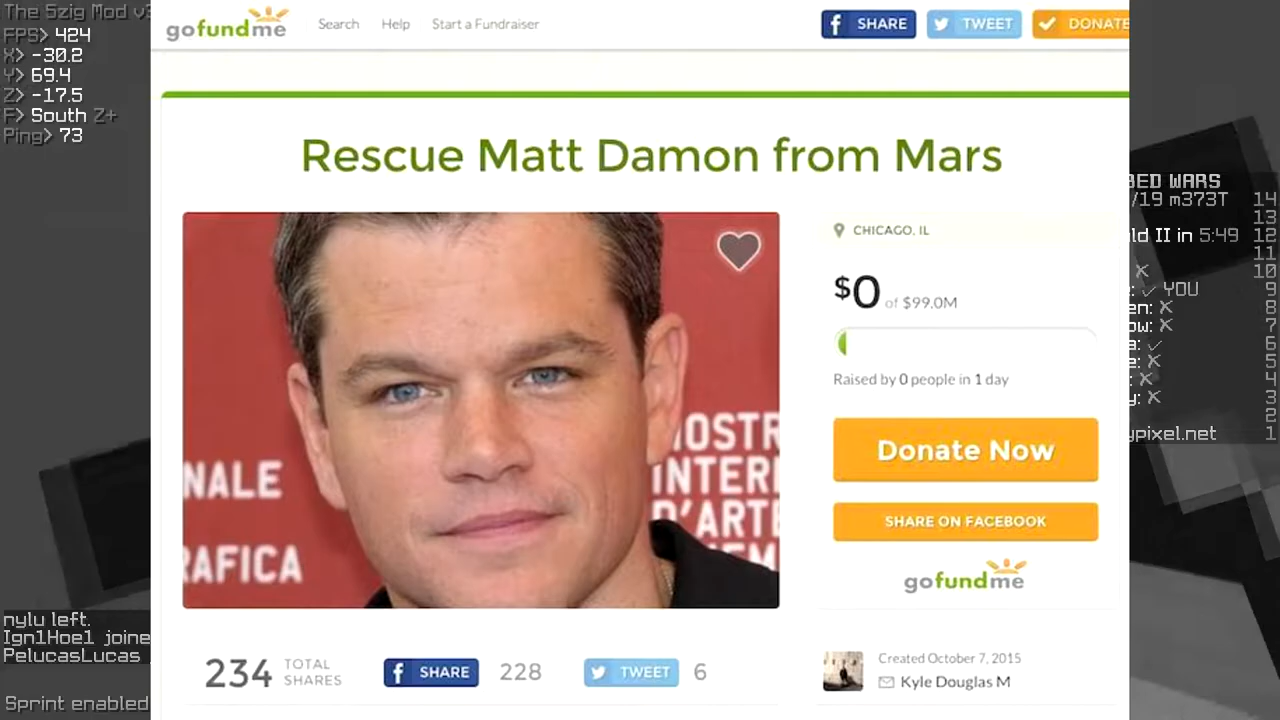 The 5zig Mod v3
FPS> 424
X> -30.2
Y> 69.4
Z> -17.5
F> South Z+
Ping> 73
gofundme
Search
Help
Start a Fundraiser
SHARE
TWEET
DONATE
Rescue Matt Damon from Mars
NALE
RAFICA
MOSTR
INTERN
D'ARTE
CHICAGO, IL
$0 of $99.0M
Raised by 0 people in 1 day
Donate Now
SHARE ON FACEBOOK
gofundme
234 TOTAL SHARES
SHARE 228
TWEET 6
Created October 7, 2015
Kyle Douglas M
BED WARS
/19 m373T 14
13
ld II in 5:49 12
11
10
: ✓ YOU 9
en: 8
ow: 7
a: ✓ 6
e: 5
: 4
y: 3
2
ypixel.net 1
nylu left.
Ign1Hoe1 joine
PelucasLucas
Sprint enabled